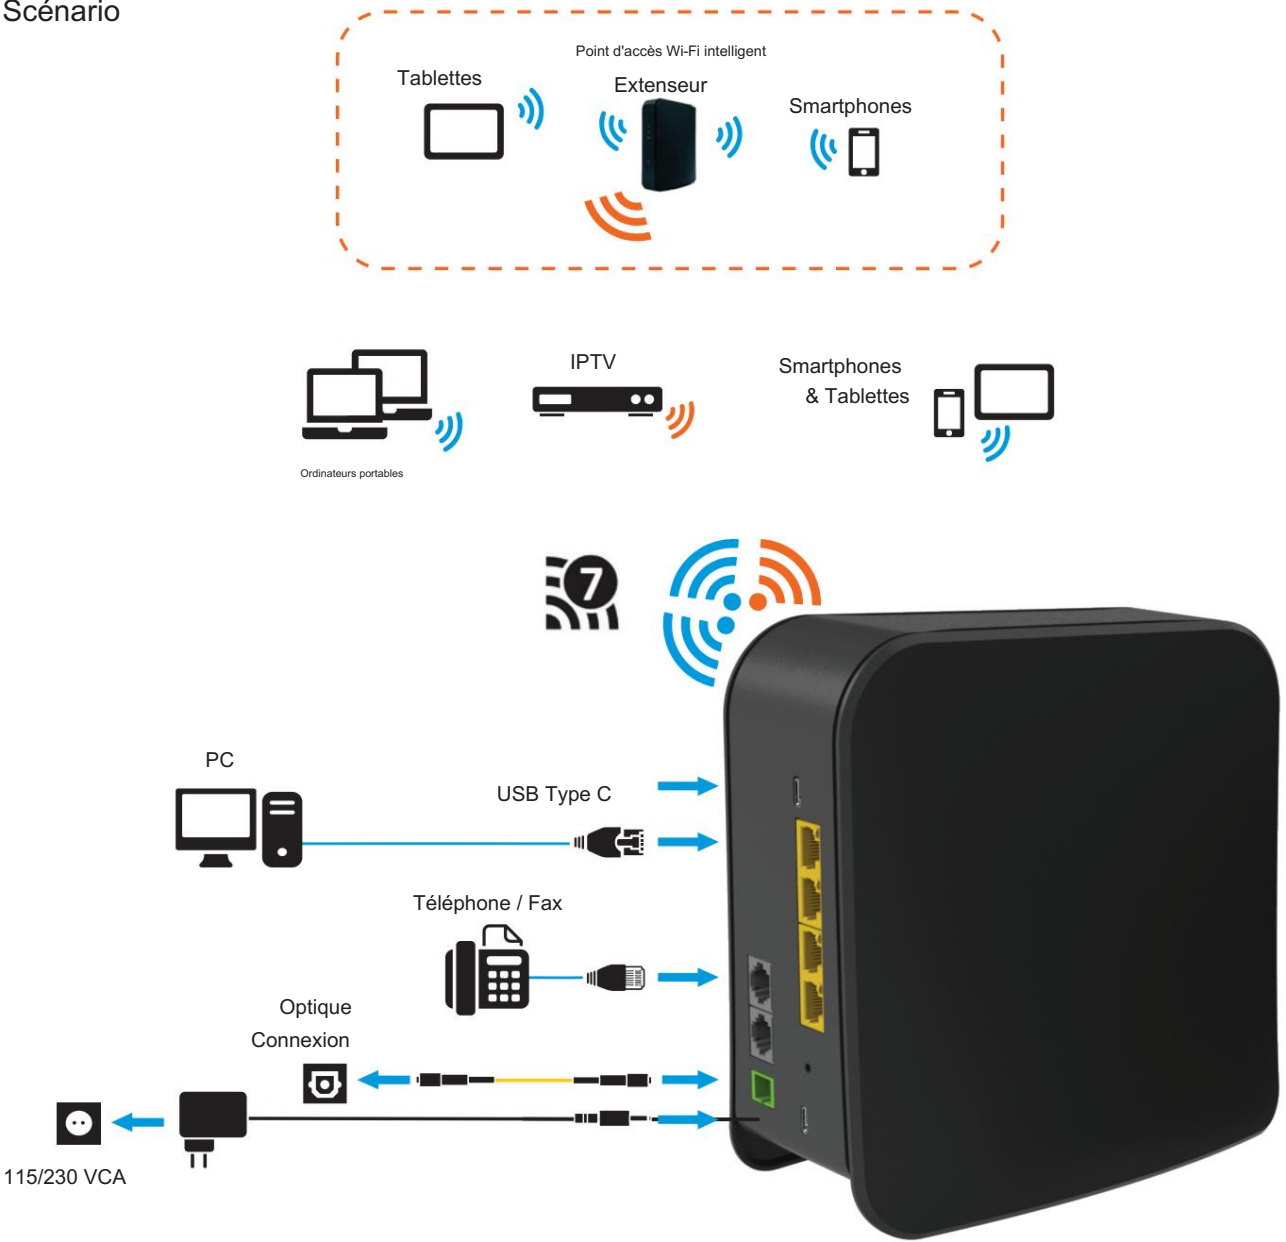 Scénario
Point d'accès Wi-Fi intelligent
Tablettes
Extenseur
Smartphones
IPTV
Smartphones
& Tablettes
Ordinateurs portables
7
PC
USB Type C
Téléphone / Fax
Optique
Connexion
115/230 VCA